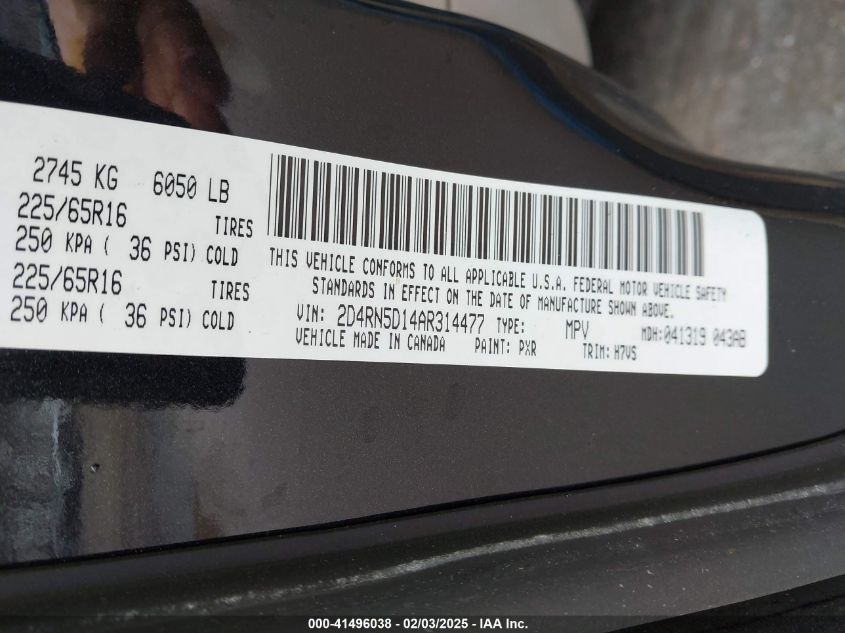 2745 KG 6050 LB
225/65R16 TIRES
250 KPA ( 36 PSI) COLD
225/65R16 TIRES
250 KPA ( 36 PSI) COLD
THIS VEHICLE CONFORMS TO ALL APPLICABLE U.S.A. FEDERAL MOTOR VEHICLE SAFETY
STANDARDS IN EFFECT ON THE DATE OF MANUFACTURE SHOWN ABOVE.
VIN: 2D4RN5D14AR314477 TYPE: MPV MDH:041319 043AB
VEHICLE MADE IN CANADA PAINT: PXR TRIM: H7VS
000-41496038 - 02/03/2025 - IAA Inc.